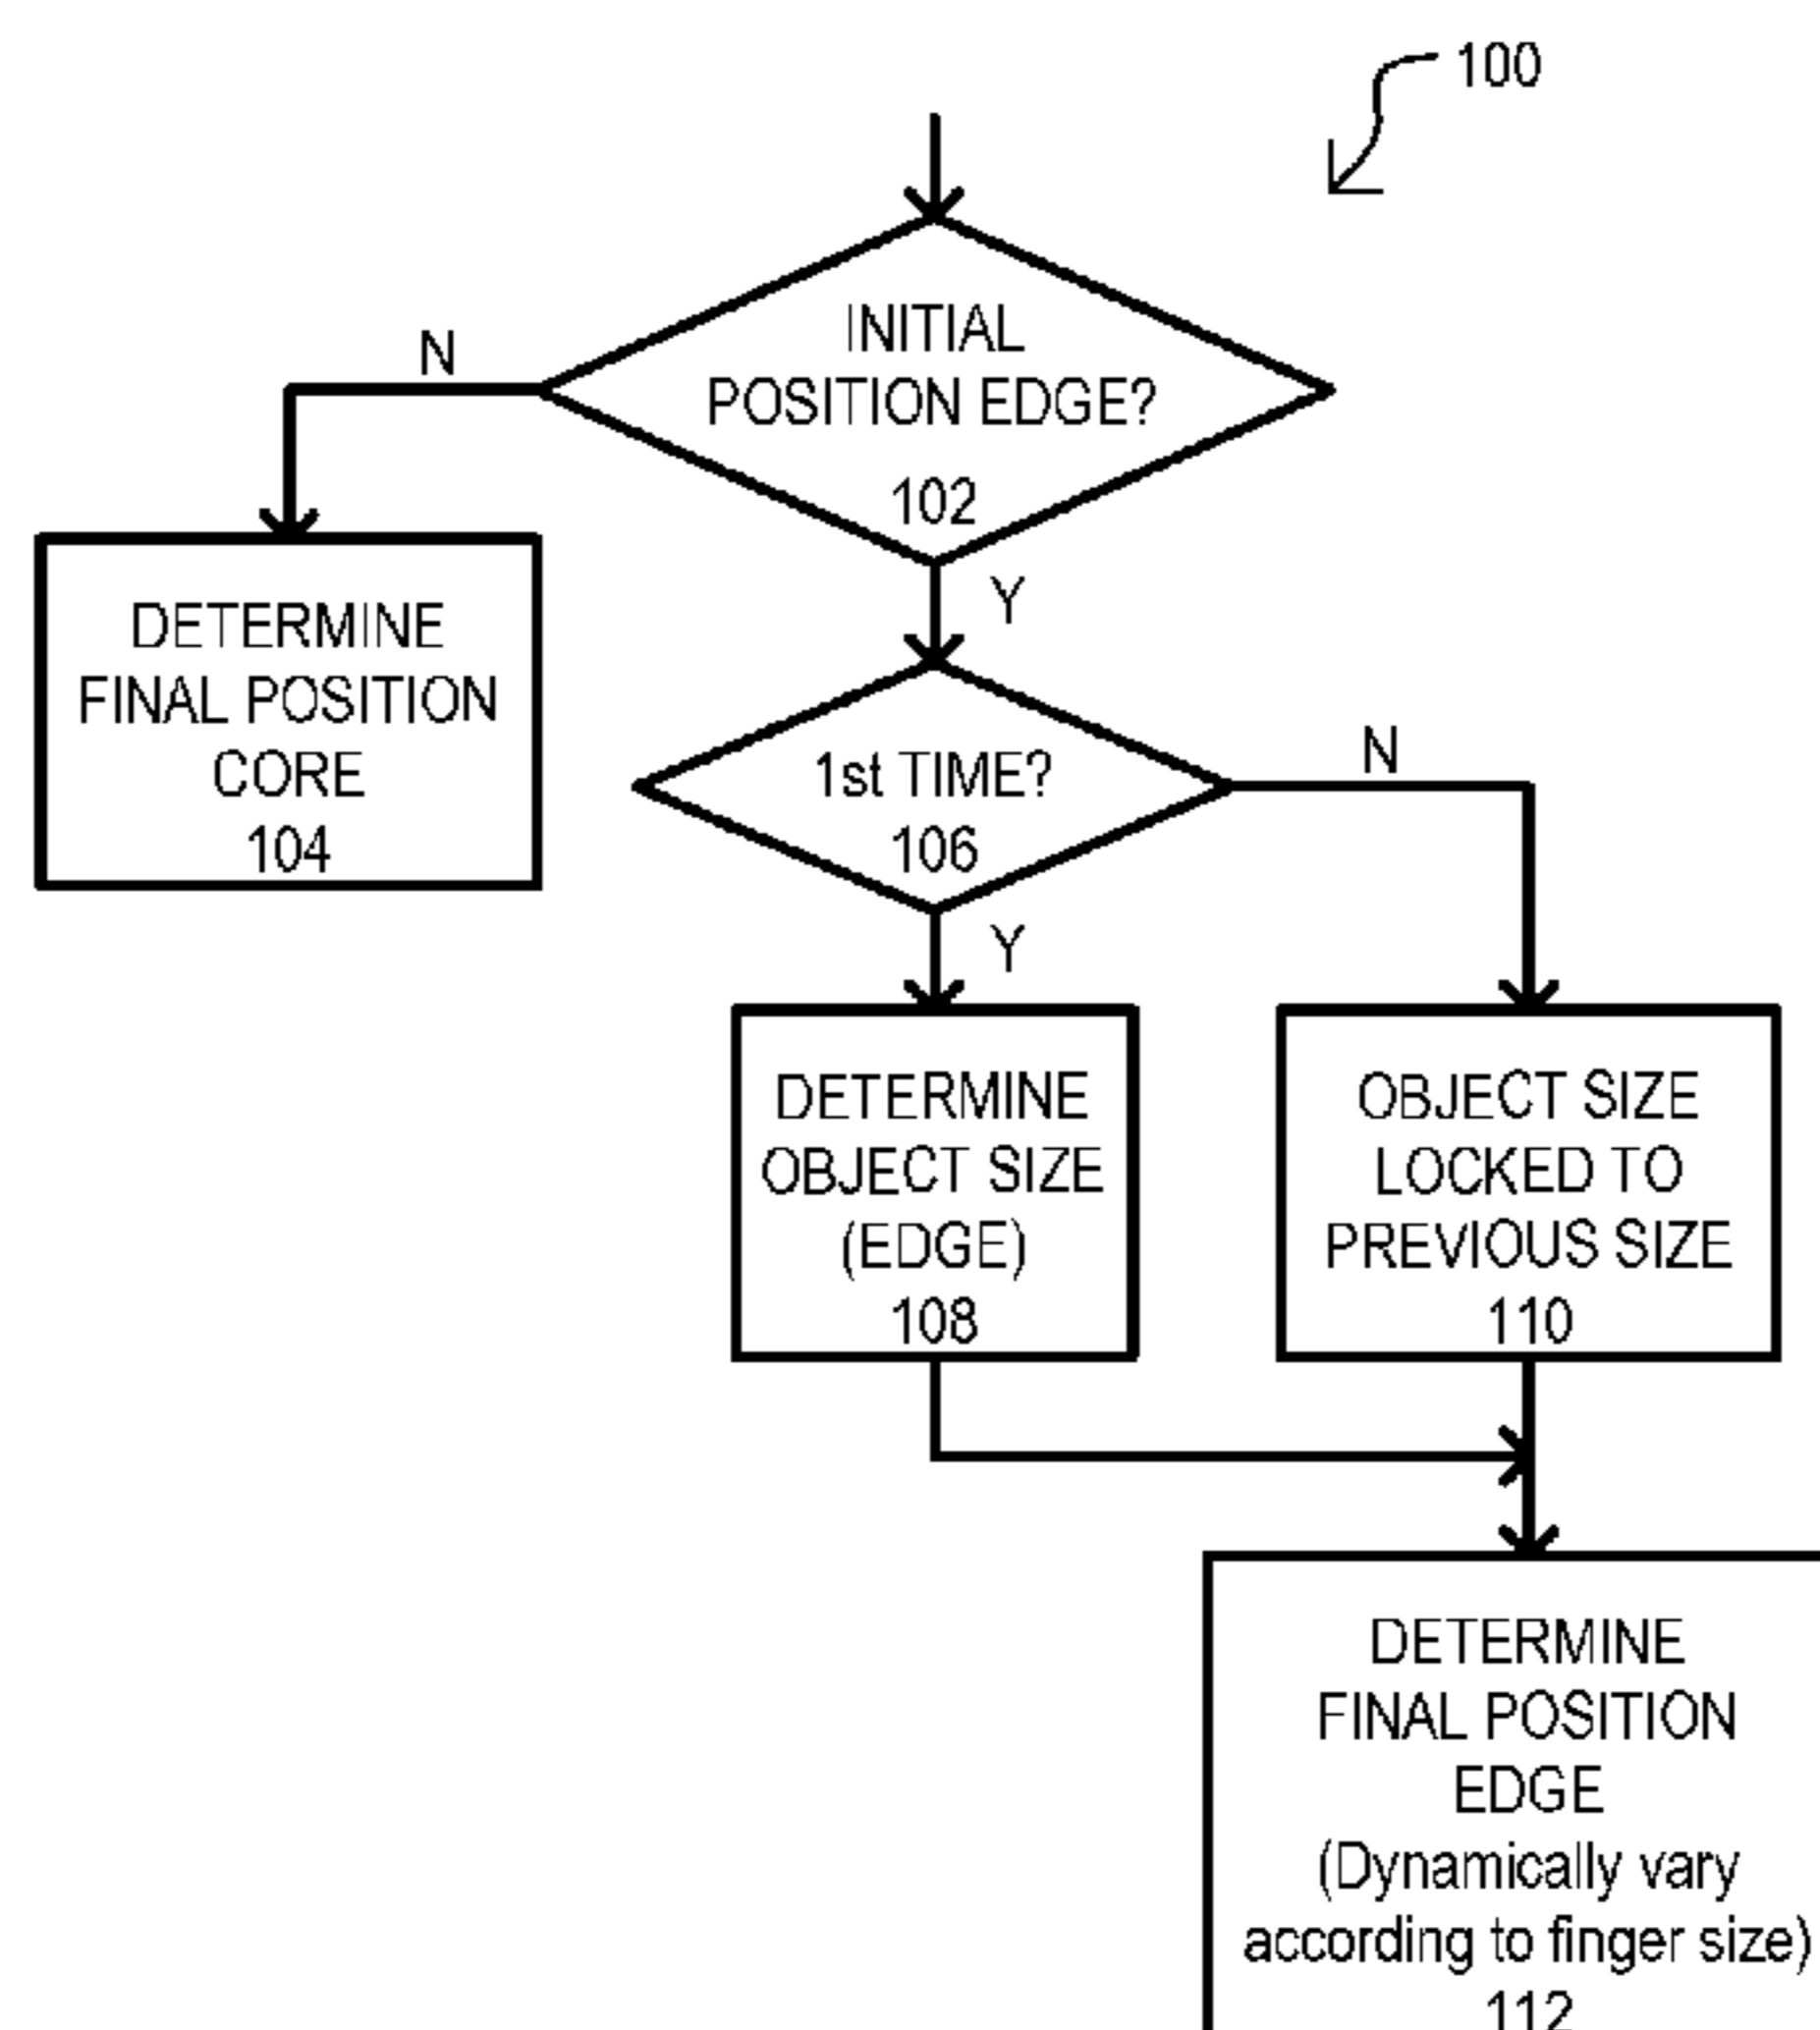 100
INITIAL
POSITION EDGE?
102
N
Y
DETERMINE
FINAL POSITION
CORE
104
1st TIME?
106
N
Y
DETERMINE
OBJECT SIZE
(EDGE)
108
OBJECT SIZE
LOCKED TO
PREVIOUS SIZE
110
DETERMINE
FINAL POSITION
EDGE
(Dynamically vary
according to finger size)
112